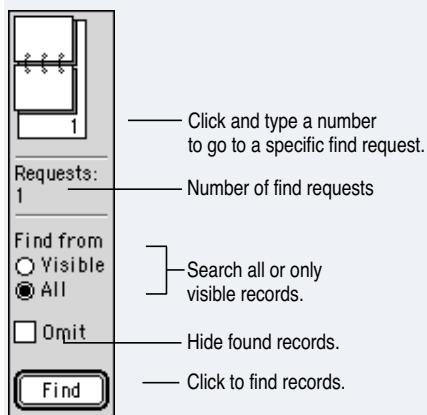 1
Click and type a number
to go to a specific find request.
Requests:
1
Number of find requests
Find from
Visible
All
Search all or only
visible records.
Omit
Hide found records.
Find
Click to find records.